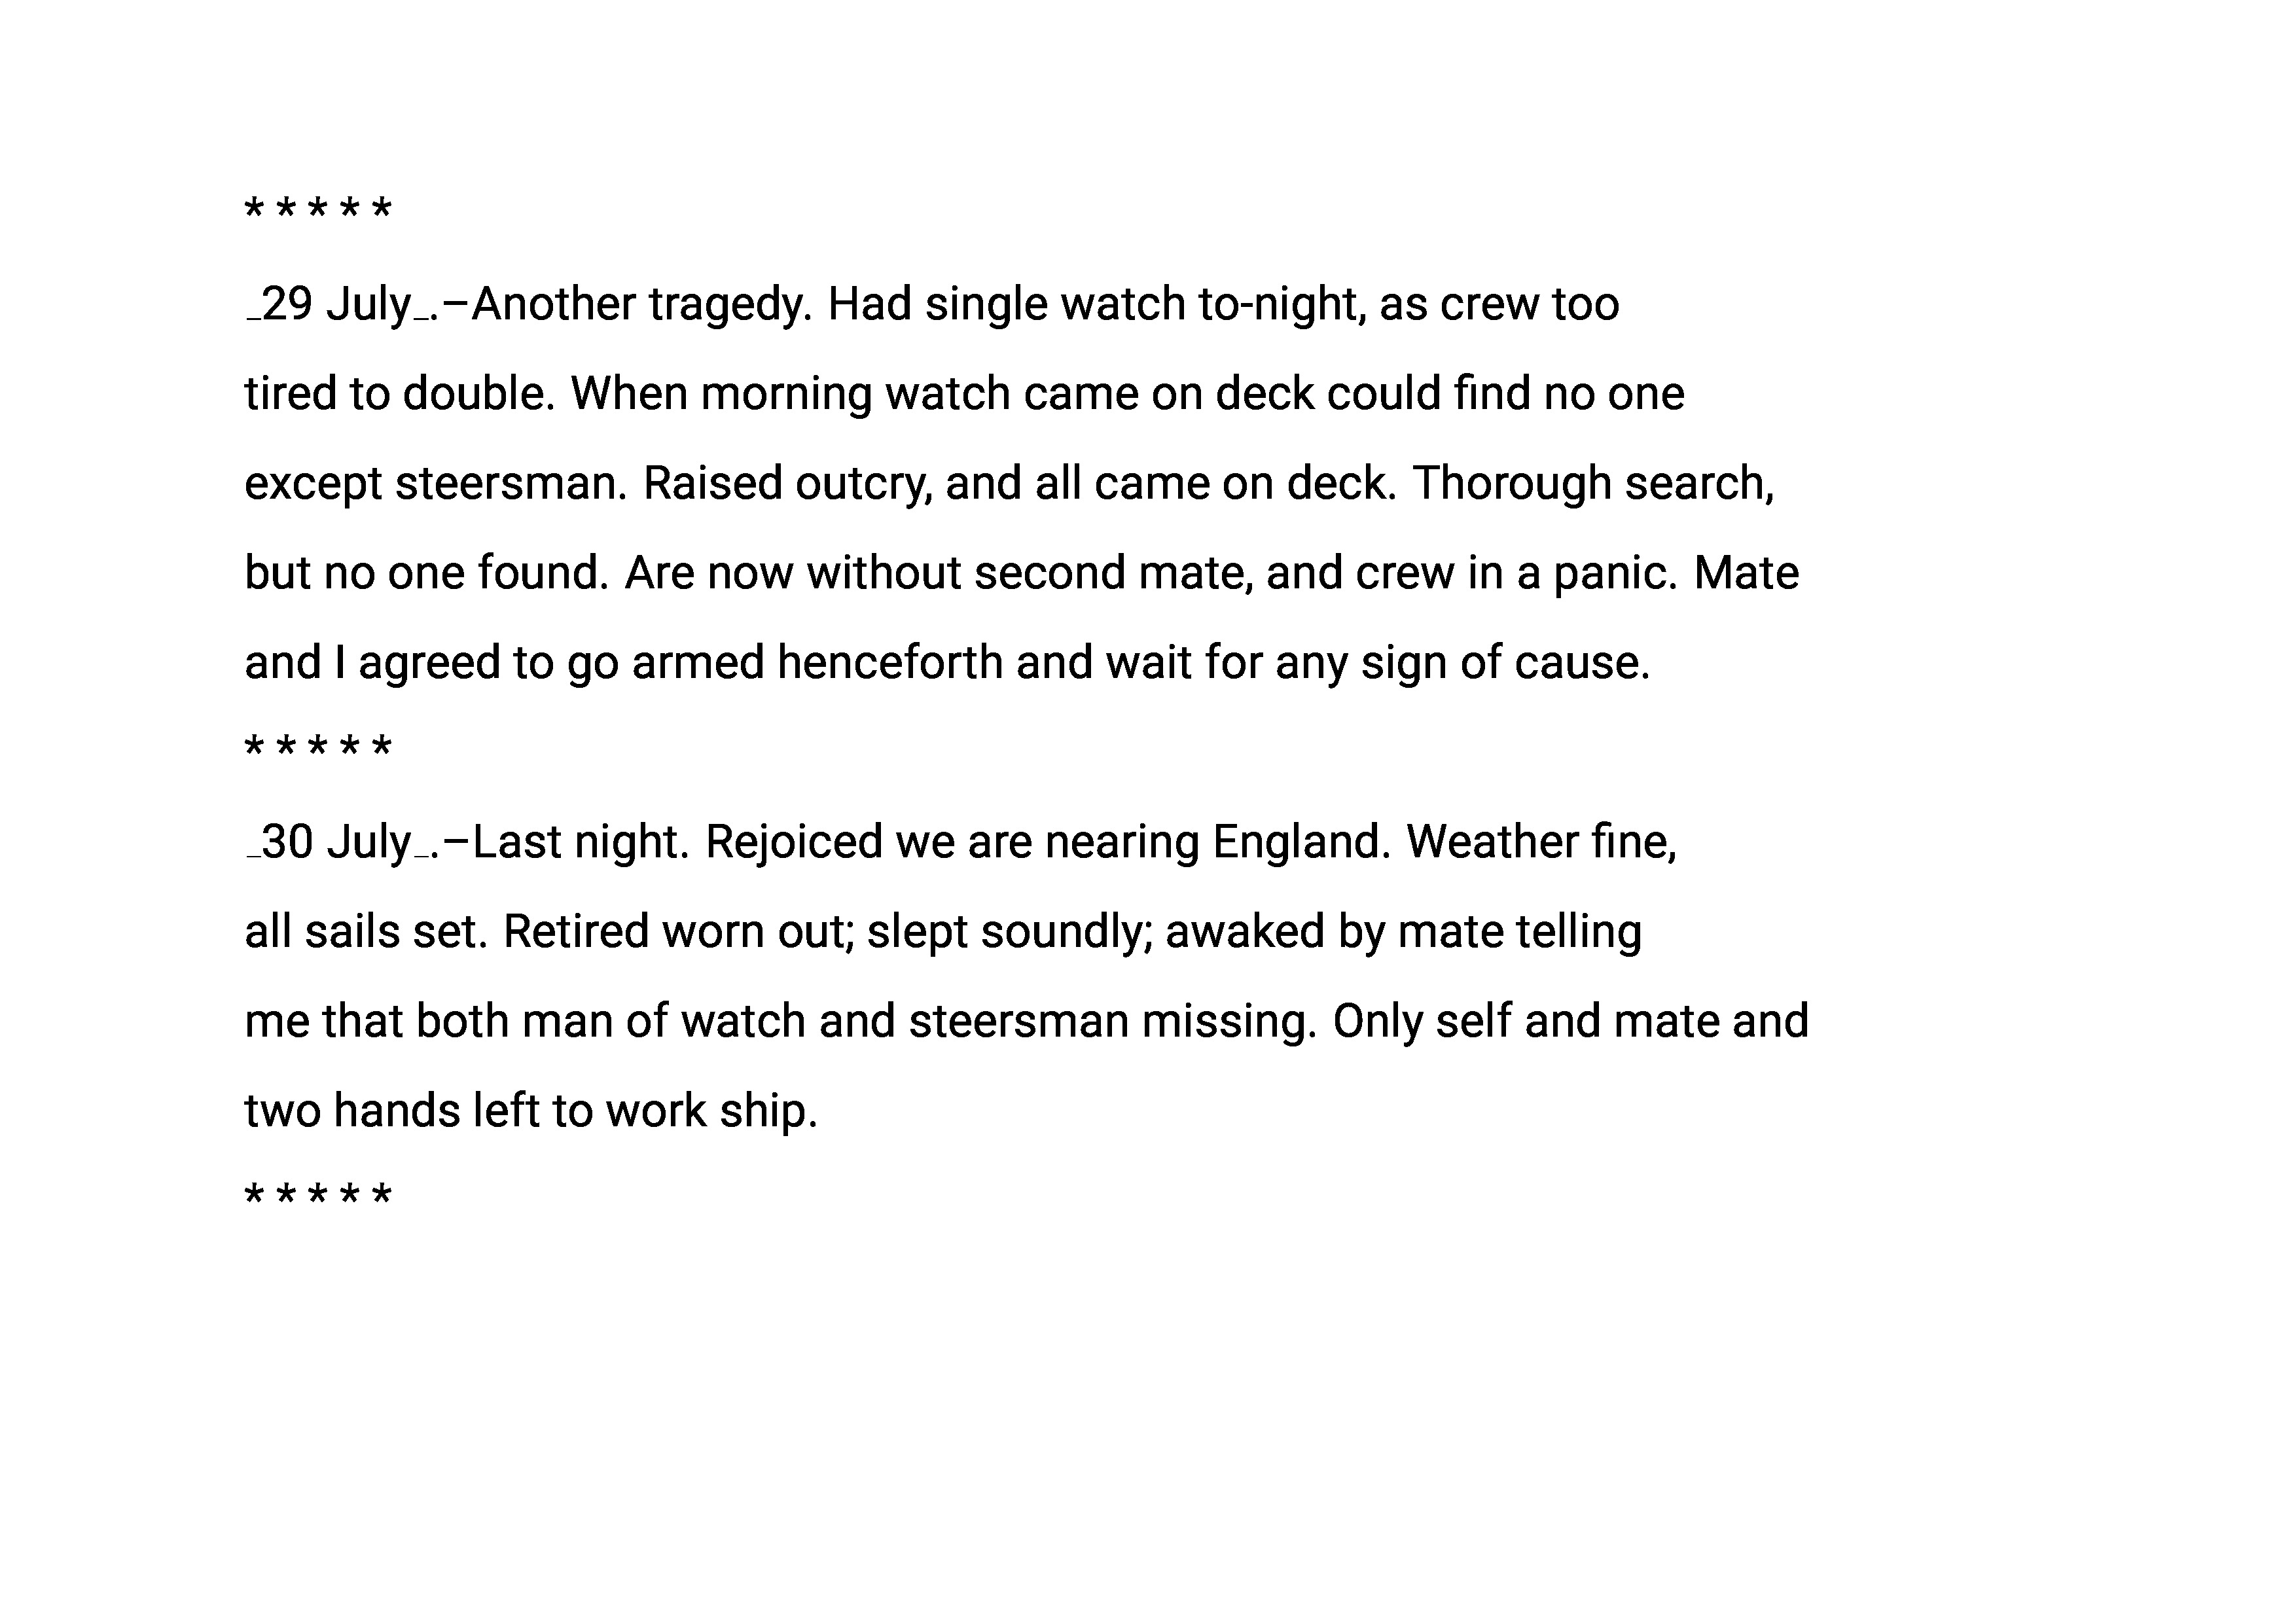 * * * * *
_29 July_.–Another tragedy. Had single watch to-night, as crew too
tired to double. When morning watch came on deck could find no one
except steersman. Raised outcry, and all came on deck. Thorough search,
but no one found. Are now without second mate, and crew in a panic. Mate
and I agreed to go armed henceforth and wait for any sign of cause.
* * * * *
_30 July_.–Last night. Rejoiced we are nearing England. Weather fine,
all sails set. Retired worn out; slept soundly; awaked by mate telling
me that both man of watch and steersman missing. Only self and mate and
two hands left to work ship.
* * * * *